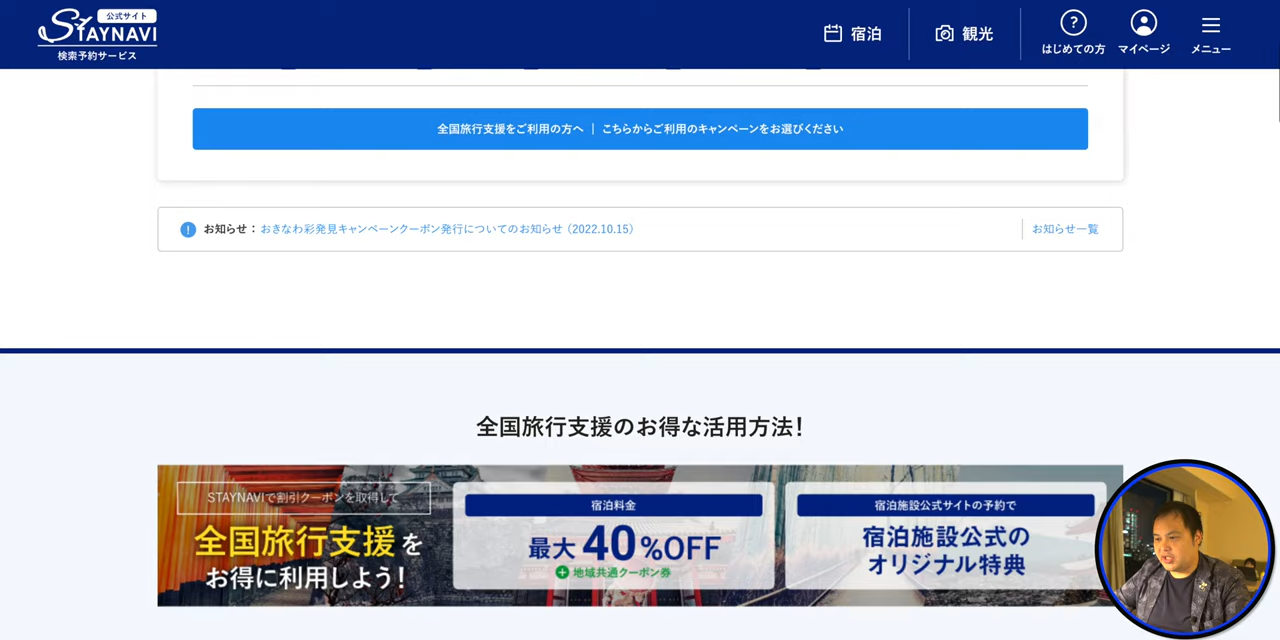 STAYNAVI
公式サイト
検索予約サービス
宿泊
観光
はじめての方
マイページ
メニュー
全国旅行支援をご利用の方へ ｜ こちらからご利用のキャンペーンをお選びください
お知らせ：おきなわ彩発見キャンペーンクーポン発行についてのお知らせ（2022.10.15）
お知らせ一覧
全国旅行支援のお得な活用方法！
STAYNAVIで割引クーポンを取得して
全国旅行支援を
お得に利用しよう！
宿泊料金
最大40%OFF
地域共通クーポン券
宿泊施設公式サイトの予約で
宿泊施設公式の
オリジナル特典